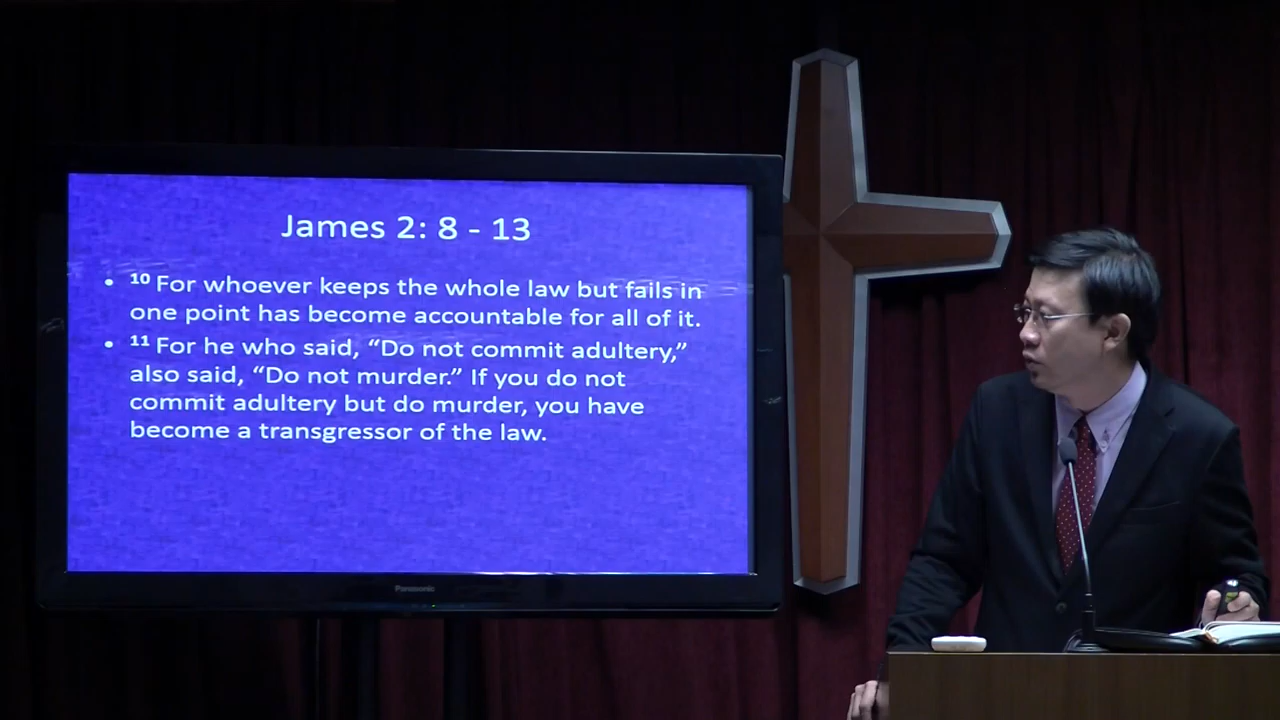 James 2: 8 - 13
• ¹⁰ For whoever keeps the whole law but fails in
one point has become accountable for all of it.
• ¹¹ For he who said, “Do not commit adultery,”
also said, “Do not murder.” If you do not
commit adultery but do murder, you have
become a transgressor of the law.
Panasonic